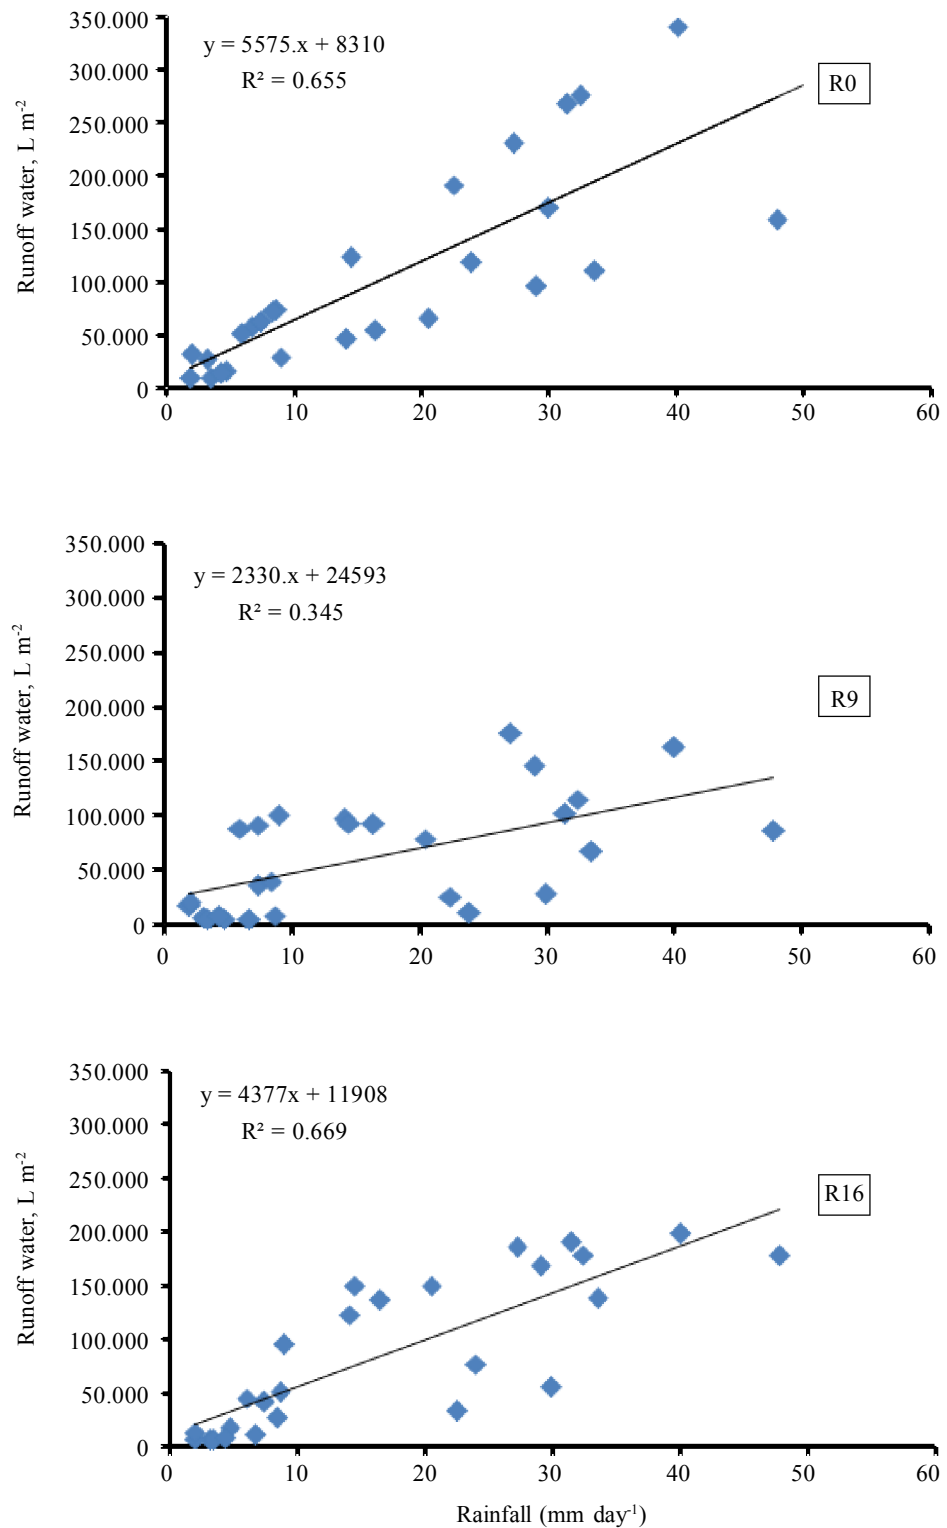 350.000
y = 5575.x + 8310
R² = 0.655
R0
300.000
250.000
200.000
150.000
100.000
50.000
0
Runoff water, L m⁻²
0 10 20 30 40 50 60
350.000
y = 2330.x + 24593
R² = 0.345
R9
300.000
250.000
200.000
150.000
100.000
50.000
0
Runoff water, L m⁻²
0 10 20 30 40 50 60
350.000
y = 4377x + 11908
R² = 0.669
R16
300.000
250.000
200.000
150.000
100.000
50.000
0
Runoff water, L m⁻²
0 10 20 30 40 50 60
Rainfall (mm day⁻¹)